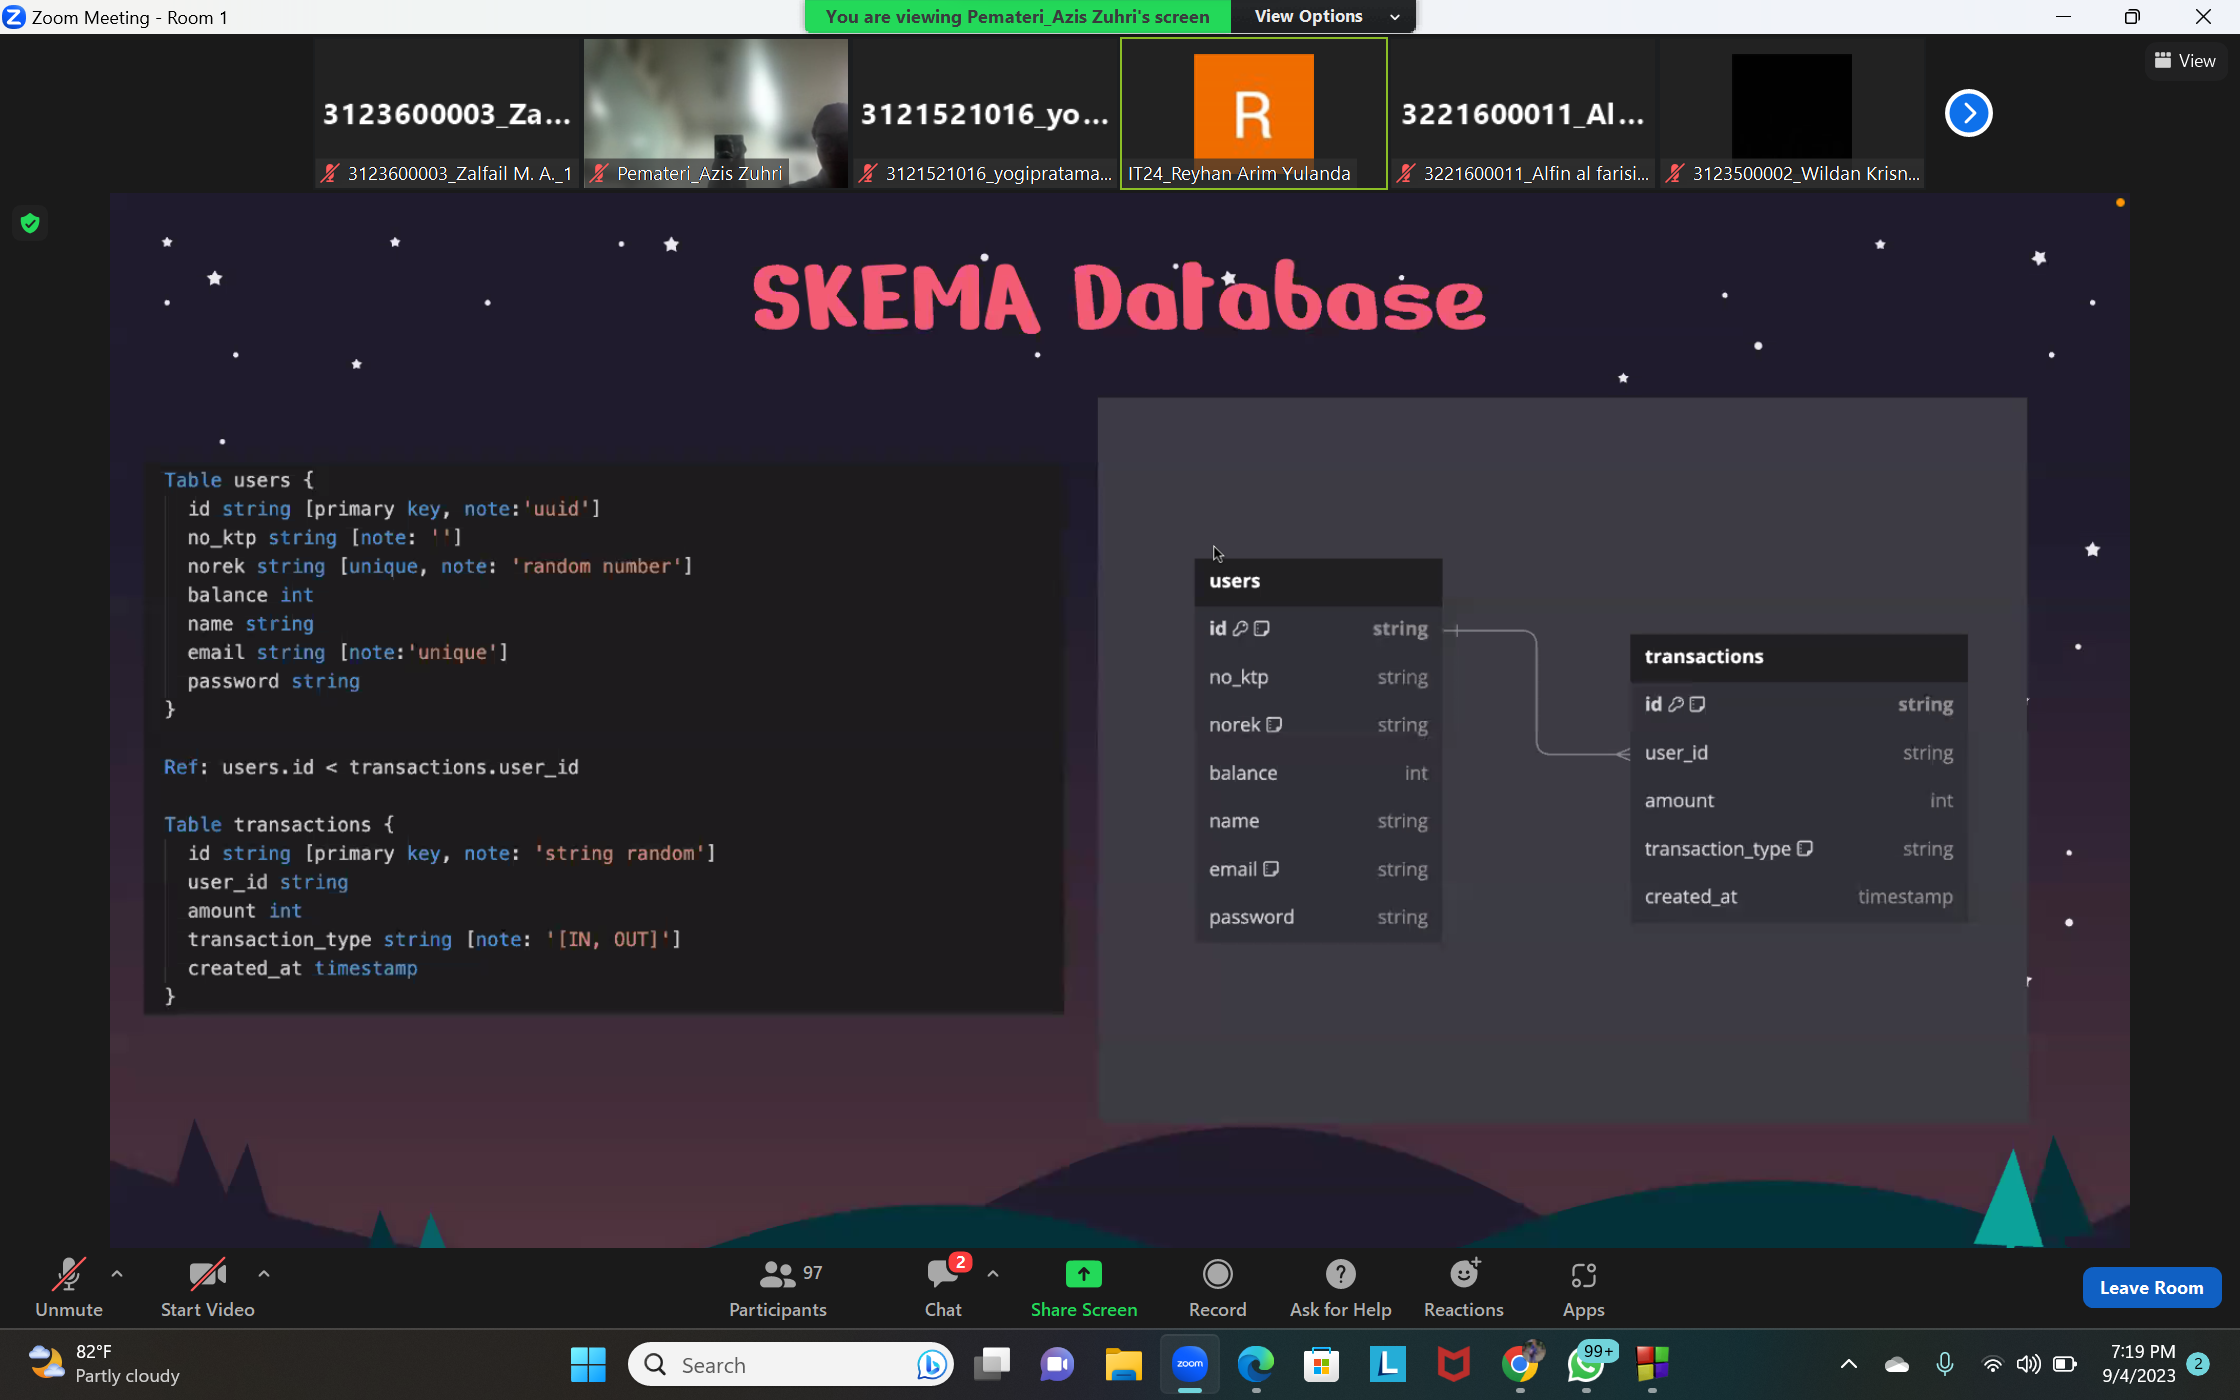 Zoom Meeting - Room 1
You are viewing Pemateri_Azis Zuhri's screen
View Options
View
3123600003_Za...
3121521016_yo...
R
3221600011_Al...
3123600003_Zalfail M. A._1
Pemateri_Azis Zuhri
3121521016_yogipratama...
IT24_Reyhan Arim Yulanda
3221600011_Alfin al farisi...
3123500002_Wildan Krisn...
SKEMA Database
Table users {
id string [primary key, note:'uuid']
no_ktp string [note: '']
norek string [unique, note: 'random number']
balance int
name string
email string [note:'unique']
password string
}
Ref: users.id < transactions.user_id
Table transactions {
id string [primary key, note: 'string random']
user_id string
amount int
transaction_type string [note: '[IN, OUT]']
created_at timestamp
}
users
id string
no_ktp string
norek string
balance int
name string
email string
password string
transactions
id string
user_id string
amount int
transaction_type string
created_at timestamp
Unmute
Start Video
97
Participants
2
Chat
Share Screen
Record
Ask for Help
Reactions
Apps
Leave Room
82°F
Partly cloudy
Search
zoom
L
99+
7:19 PM
9/4/2023
2